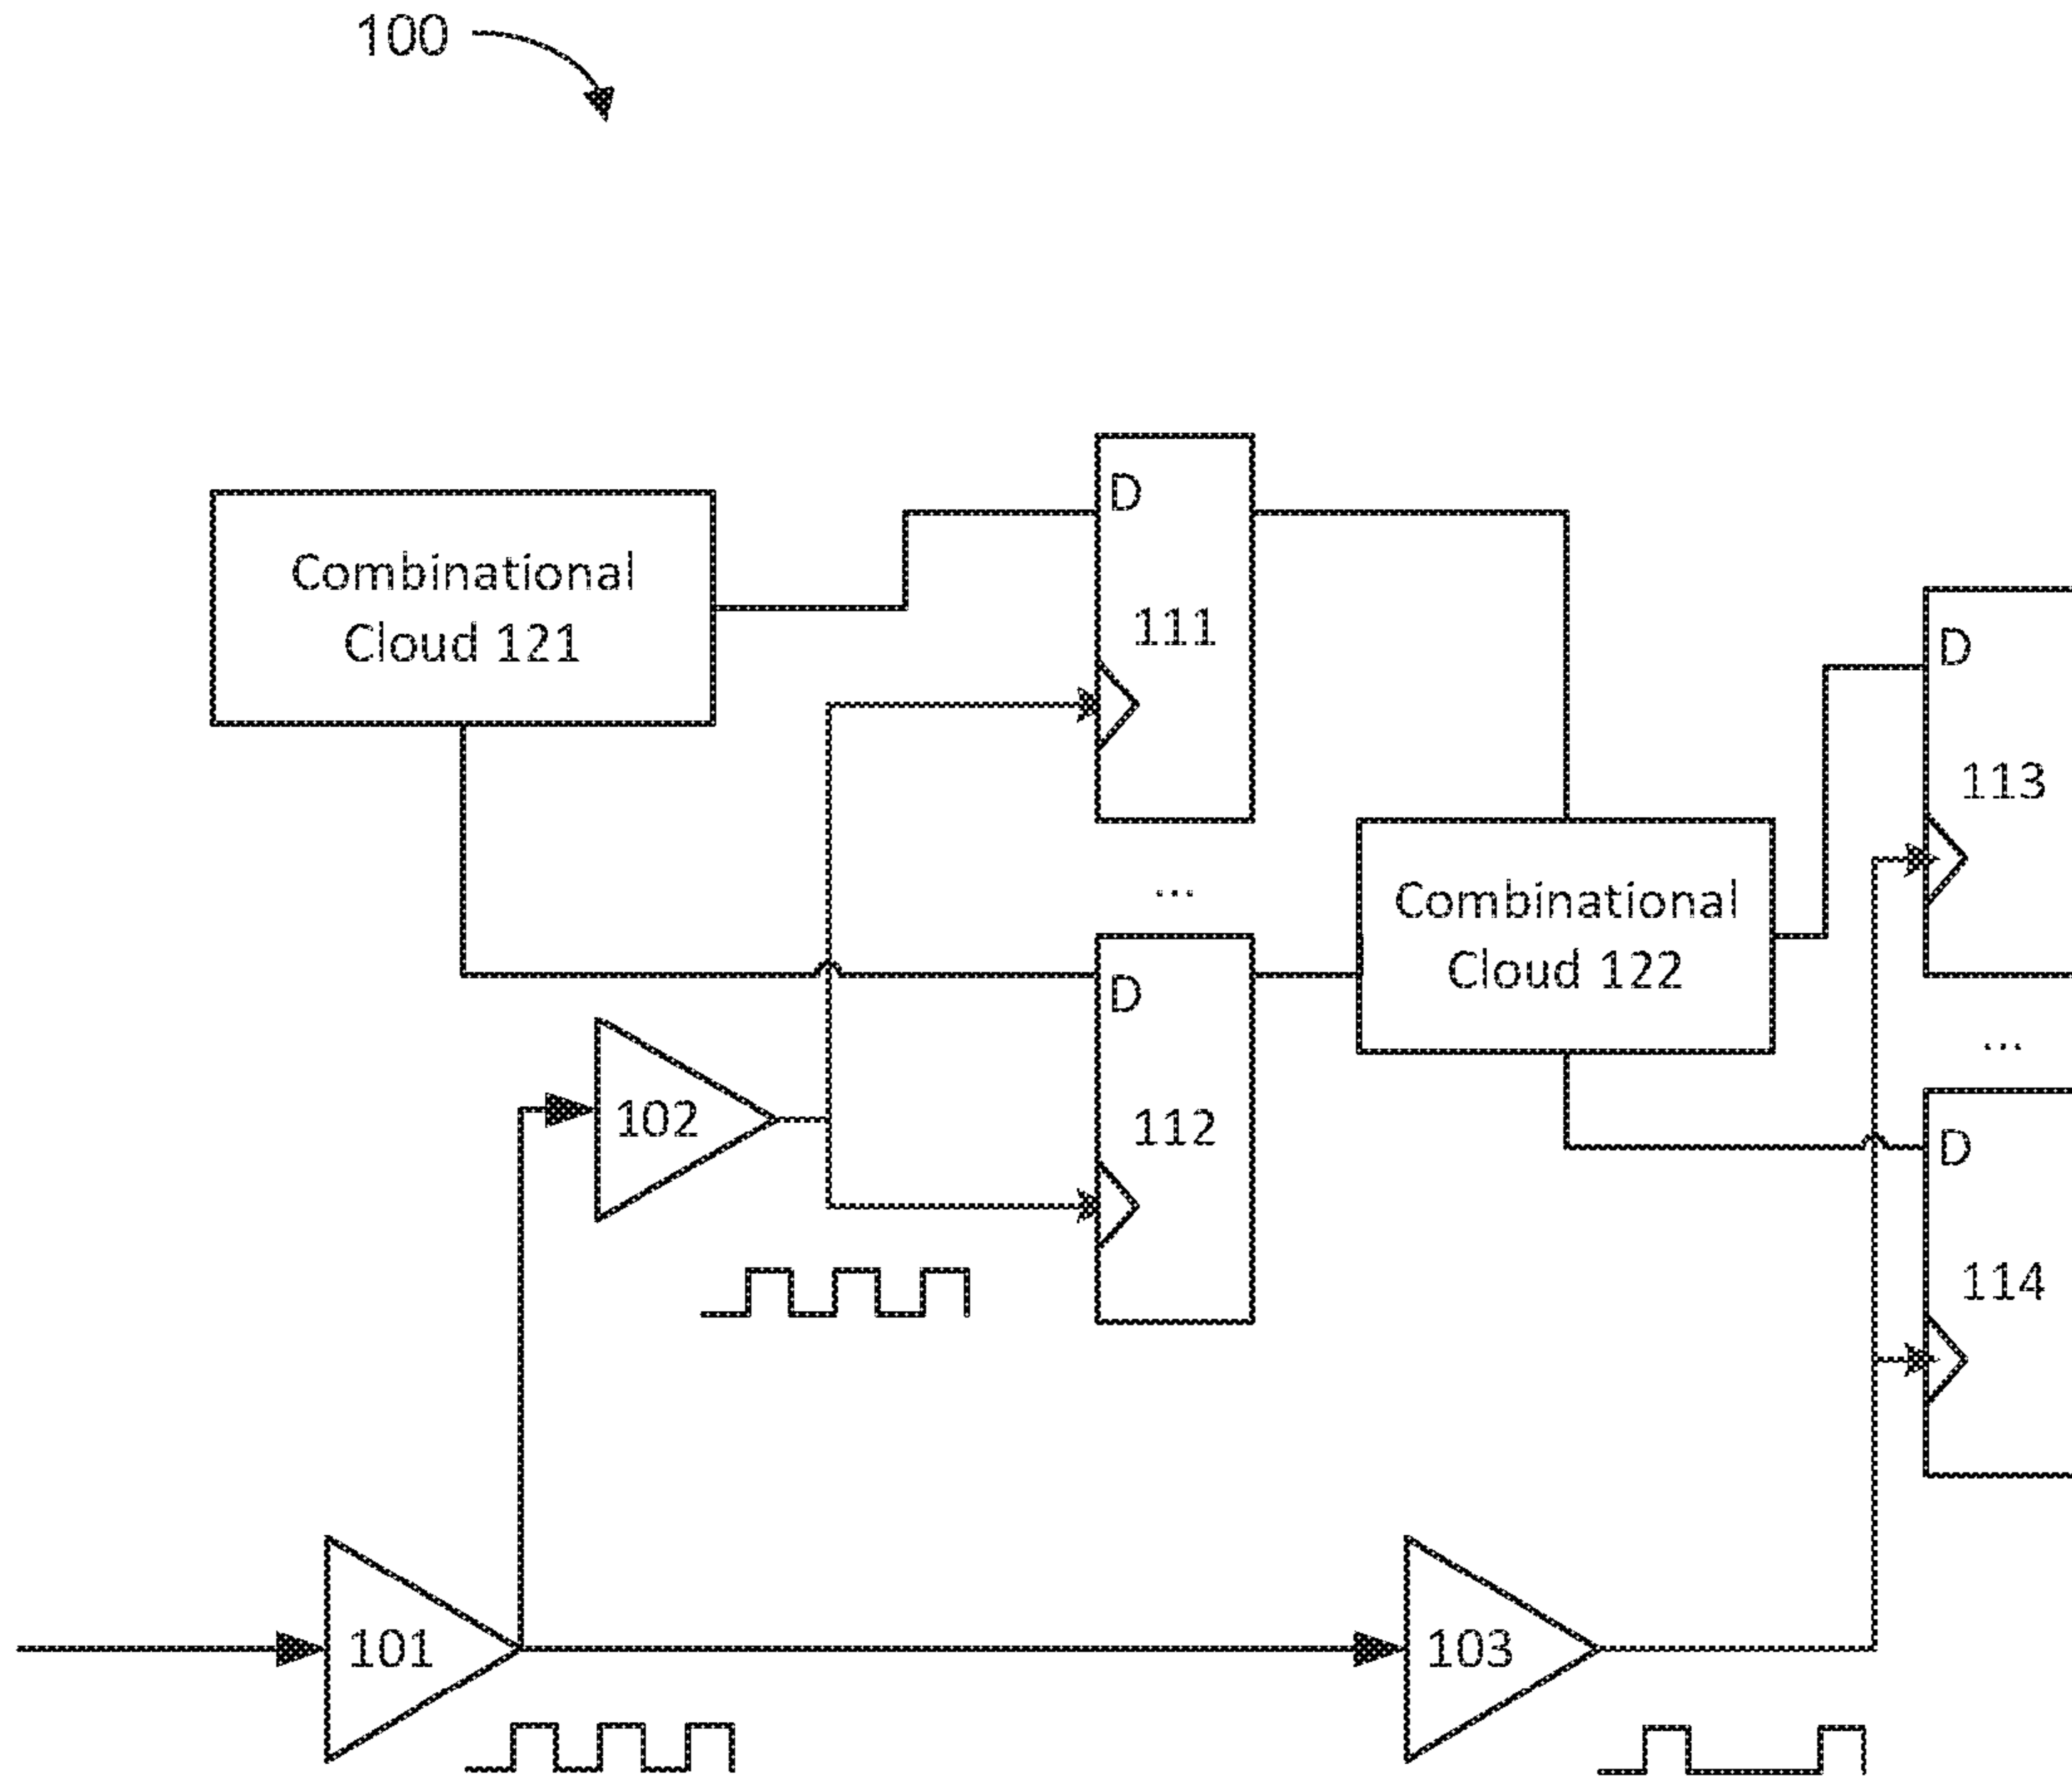 100
D
Combinational
Cloud 121
111
D
113
...
Combinational
Cloud 122
D
...
102
112
D
114
101
103